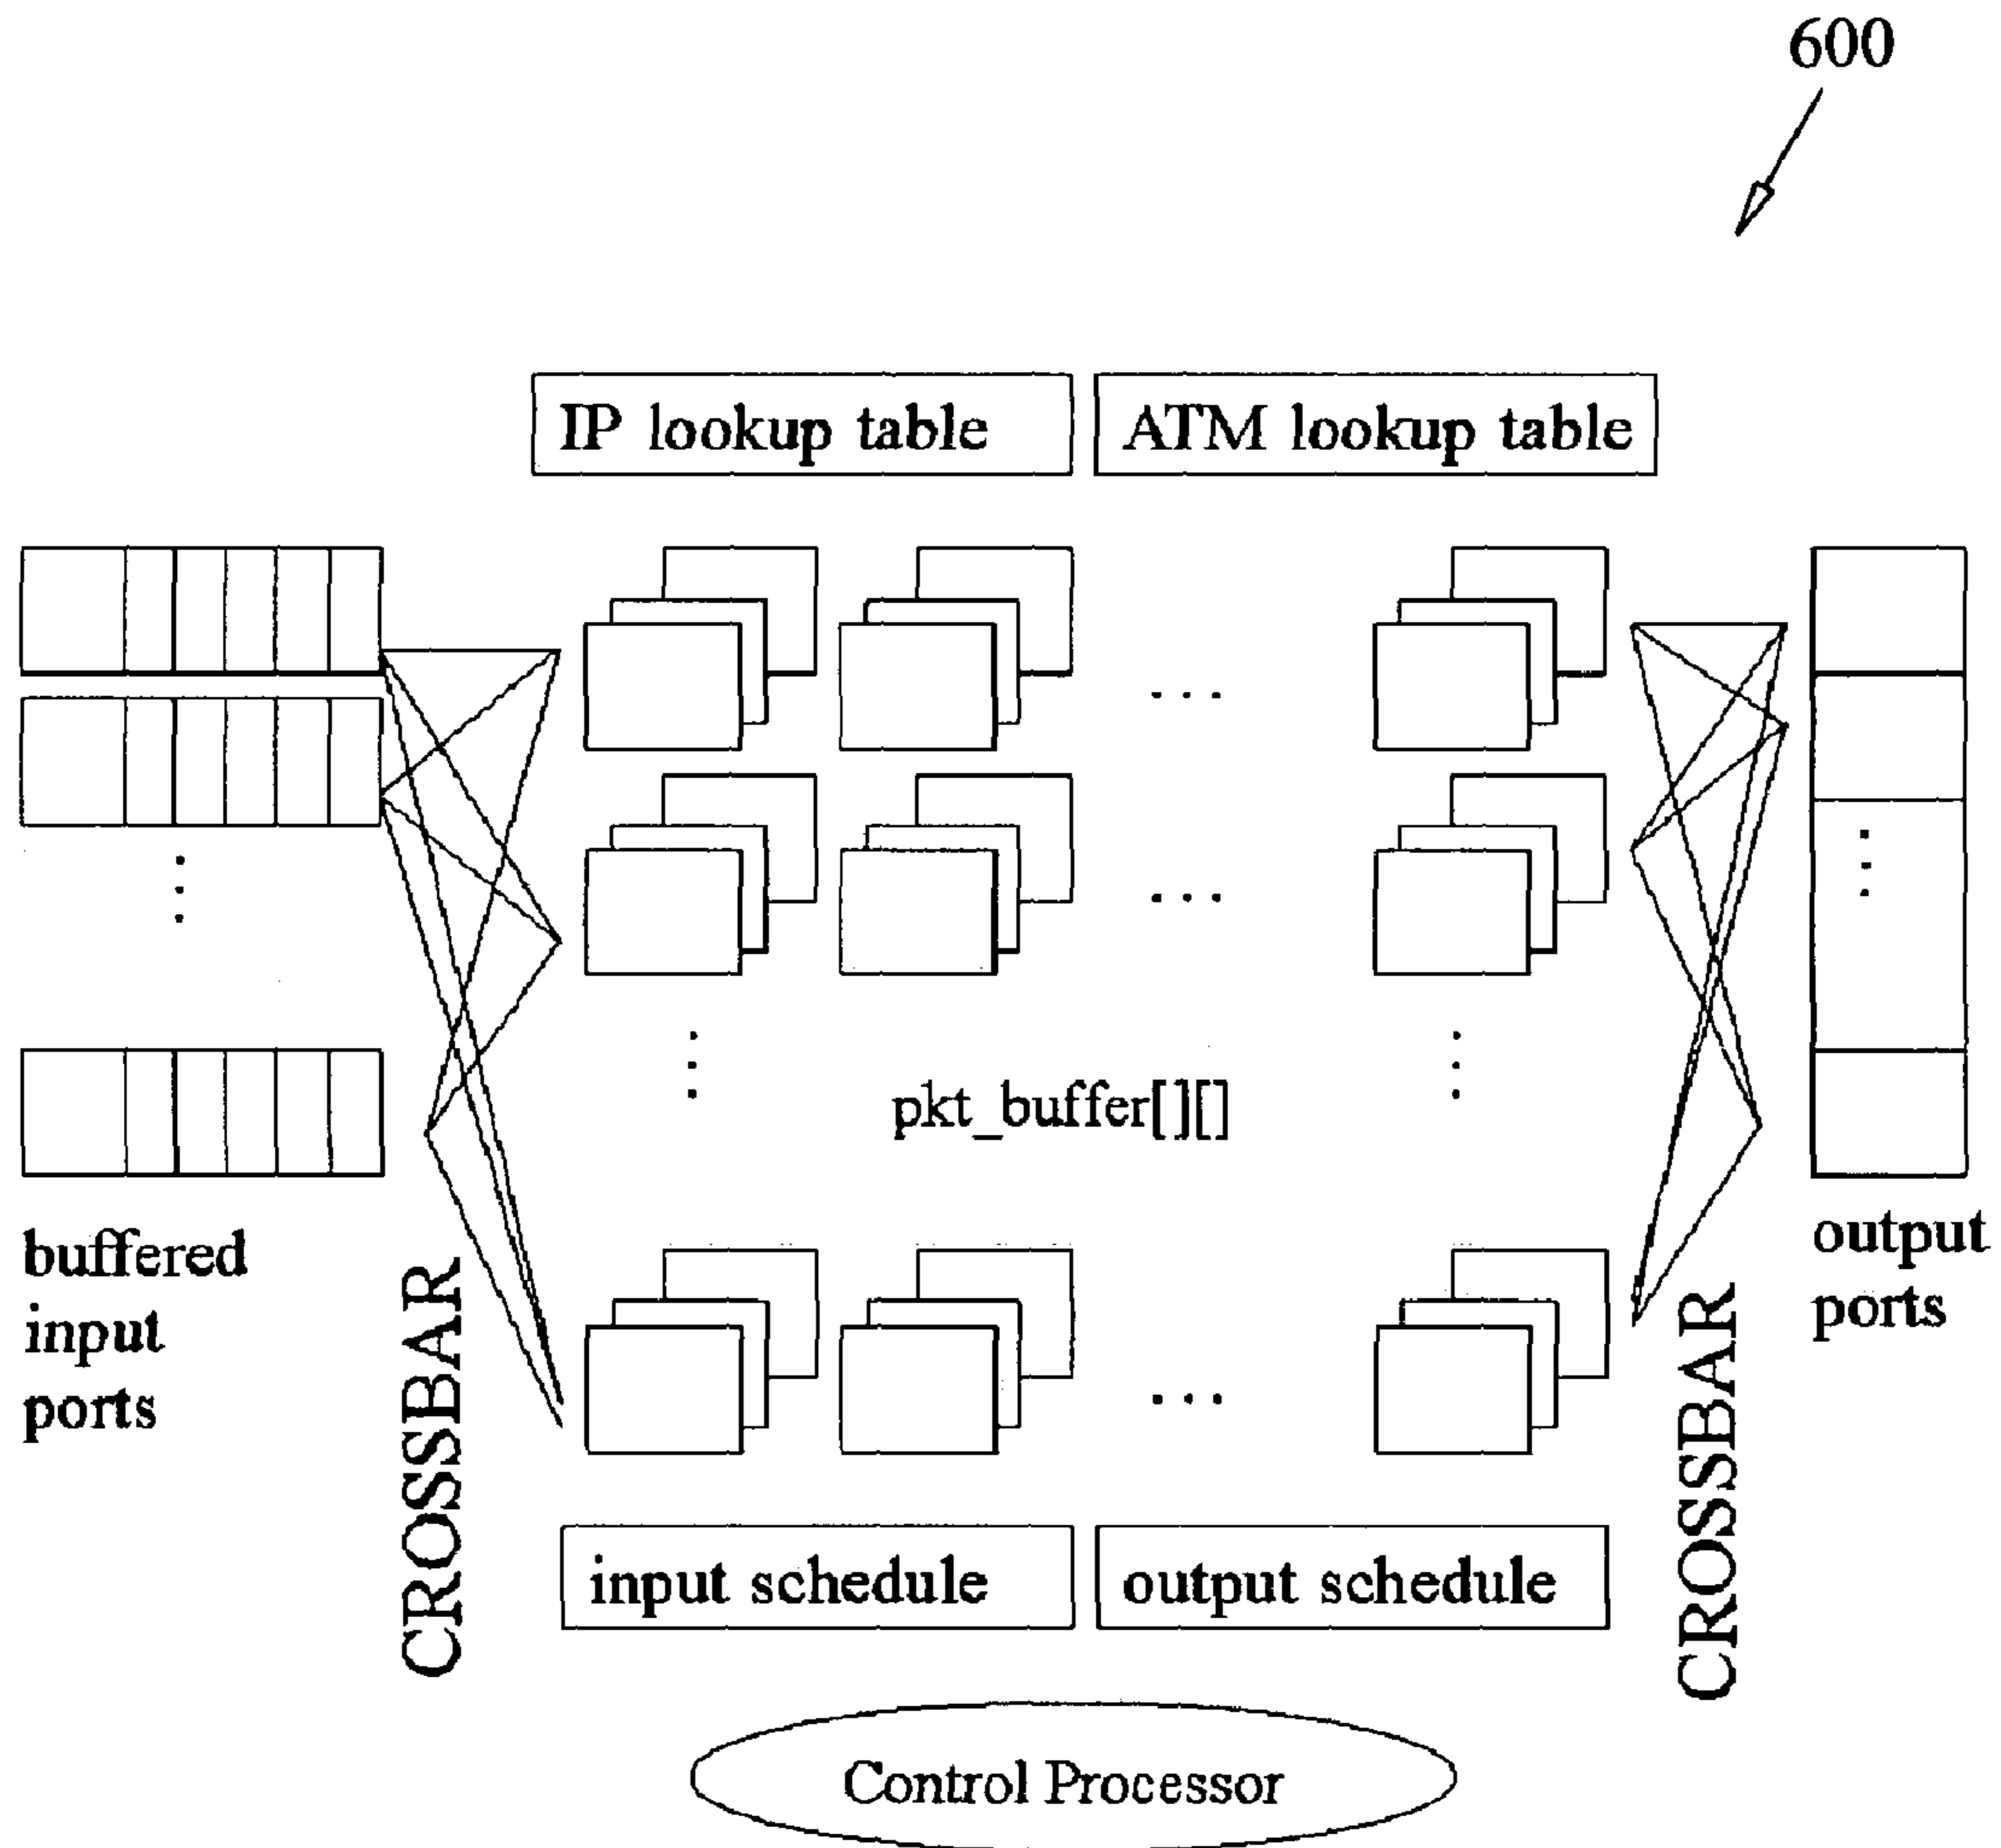 600
IP lookup table
ATM lookup table
pkt_buffer[][]
buffered
input
ports
CROSSBAR
CROSSBAR
output
ports
input schedule
output schedule
Control Processor